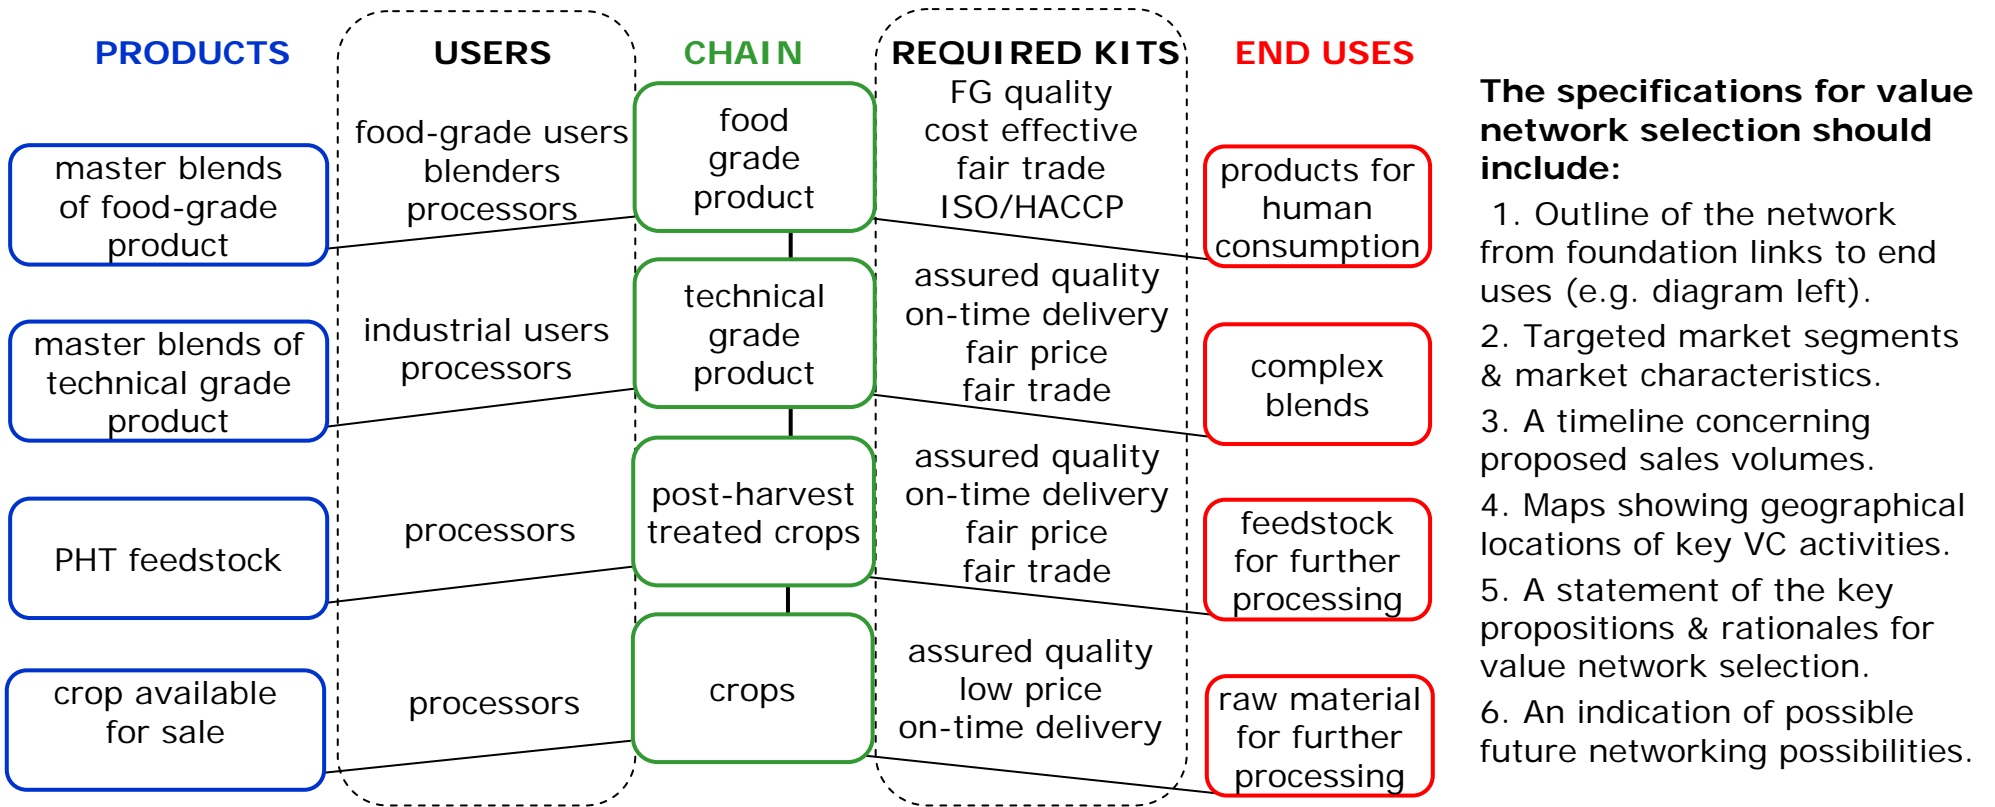 PRODUCTS
USERS
CHAIN
REQUIRED KITS
END USES
master blends
of food-grade
product
food-grade users
blenders
processors
food
grade
product
FG quality
cost effective
fair trade
ISO/HACCP
products for
human
consumption
master blends of
technical grade
product
industrial users
processors
technical
grade
product
assured quality
on-time delivery
fair price
fair trade
complex
blends
PHT feedstock
processors
post-harvest
treated crops
assured quality
on-time delivery
fair price
fair trade
feedstock
for further
processing
crop available
for sale
processors
crops
assured quality
low price
on-time delivery
raw material
for further
processing
The specifications for value
network selection should
include:
1. Outline of the network
from foundation links to end
uses (e.g. diagram left).
2. Targeted market segments
& market characteristics.
3. A timeline concerning
proposed sales volumes.
4. Maps showing geographical
locations of key VC activities.
5. A statement of the key
propositions & rationales for
value network selection.
6. An indication of possible
future networking possibilities.